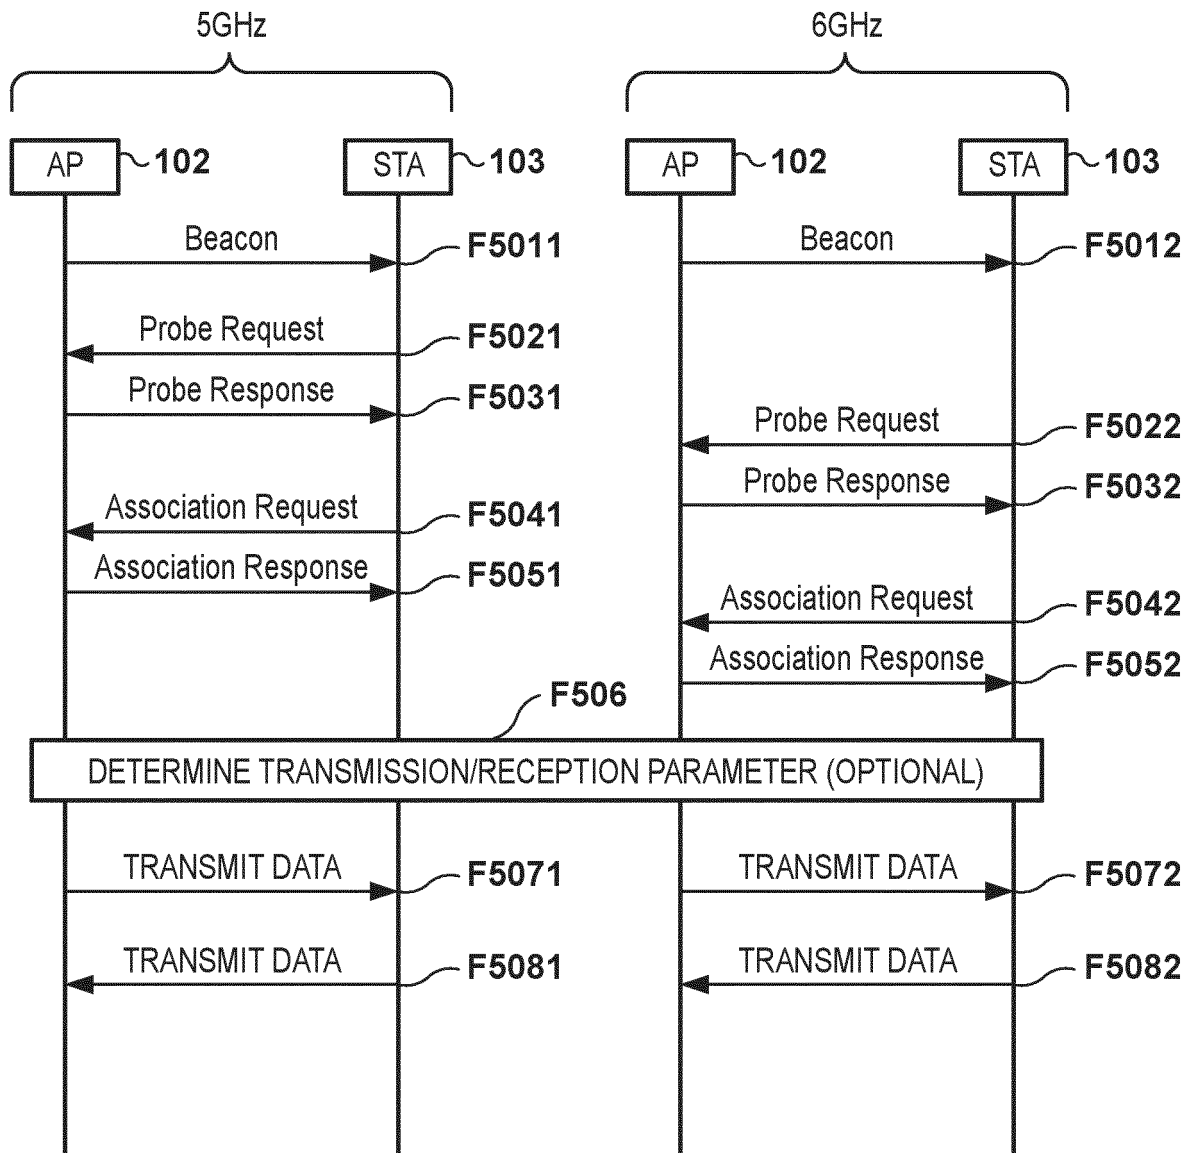 5GHz 6GHz
AP 102 STA 103 AP 102 STA 103
Beacon F5011 Beacon F5012
Probe Request F5021
Probe Response F5031
Probe Request F5022
Probe Response F5032
Association Request F5041
Association Response F5051
Association Request F5042
Association Response F5052
F506
DETERMINE TRANSMISSION/RECEPTION PARAMETER (OPTIONAL)
TRANSMIT DATA F5071 TRANSMIT DATA F5072
TRANSMIT DATA F5081 TRANSMIT DATA F5082